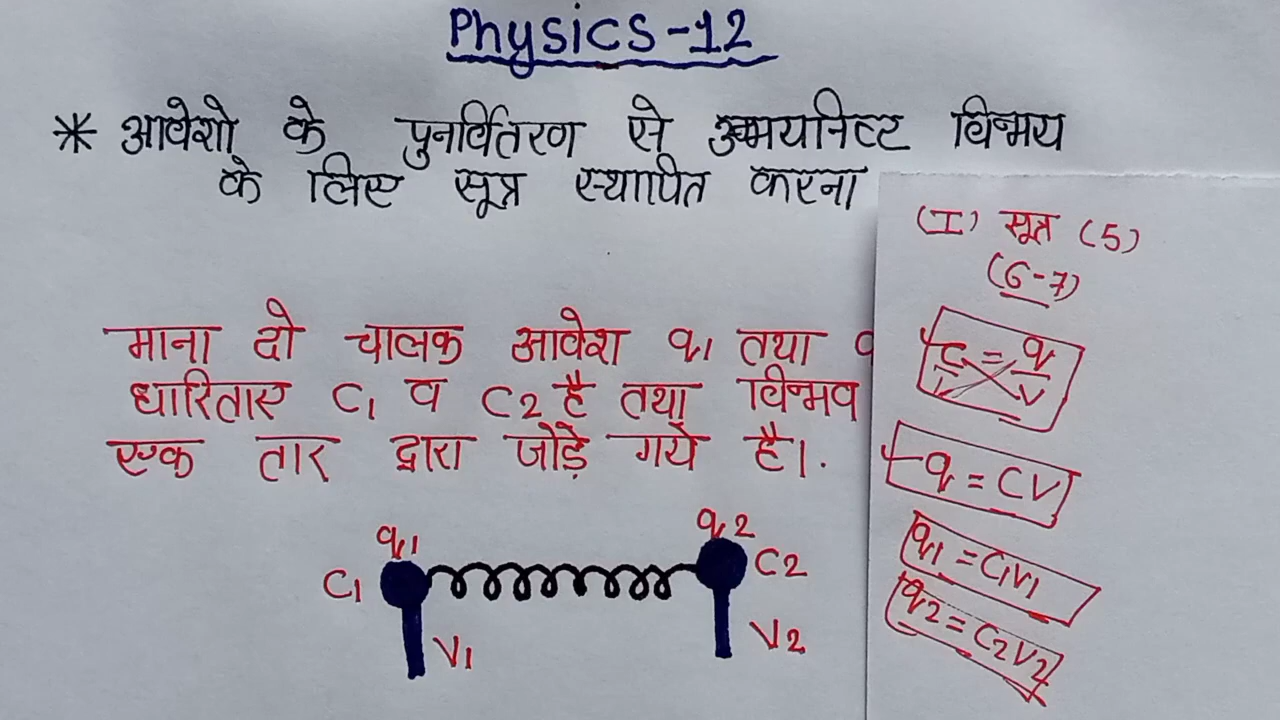 Physics-12
* आवेशो के पुनर्वितरण से उभयनिष्ट विभव
के लिए सूत्र स्थापित करना
माना दो चालक आवेश q1 तथा
धारिताए C1 व C2 है तथा विभव
एक तार द्वारा जोड़े गये है।.
q1
q2
C1
C2
V1
V2
(I) सूत्र (5)
(6-7)
C = q/V
q = CV
q1 = C1V1
q2 = C2V2